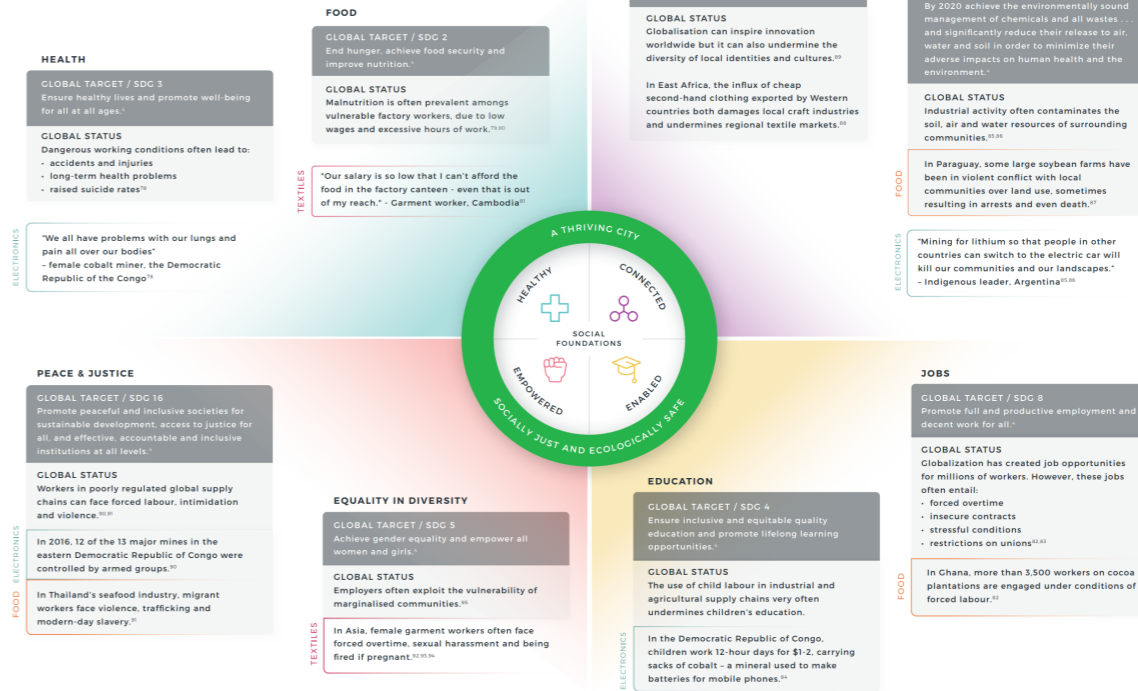 HEALTH
GLOBAL TARGET / SDG 3
Ensure healthy lives and promote well-being
for all at all ages.
GLOBAL STATUS
Dangerous working conditions often lead to:
• accidents and injuries
• long-term health problems
• raised suicide rates
ELECTRONICS
"We all have problems with our lungs and
pain all over our bodies"
– female cobalt miner, the Democratic
Republic of the Congo
FOOD
GLOBAL TARGET / SDG 2
End hunger, achieve food security and
improve nutrition.
GLOBAL STATUS
Malnutrition is often prevalent amongs
vulnerable factory workers, due to low
wages and excessive hours of work.79,80
TEXTILES
"Our salary is so low that I can't afford the
food in the factory canteen - even that is out
of my reach." - Garment worker, Cambodia81
GLOBAL STATUS
Globalisation can inspire innovation
worldwide but it can also undermine the
diversity of local identities and cultures.89
In East Africa, the influx of cheap
second-hand clothing exported by Western
countries both damages local craft industries
and undermines regional textile markets.88
By 2020 achieve the environmentally sound
management of chemicals and all wastes . . .
and significantly reduce their release to air,
water and soil in order to minimize their
adverse impacts on human health and the
environment.
GLOBAL STATUS
Industrial activity often contaminates the
soil, air and water resources of surrounding
communities.85,86
FOOD
In Paraguay, some large soybean farms have
been in violent conflict with local
communities over land use, sometimes
resulting in arrests and even death.87
ELECTRONICS
"Mining for lithium so that people in other
countries can switch to the electric car will
kill our communities and our landscapes."
– Indigenous leader, Argentina85,86
A THRIVING CITY
HEALTHY
CONNECTED
SOCIAL
FOUNDATIONS
EMPOWERED
ENABLED
SOCIALLY JUST AND ECOLOGICALLY SAFE
PEACE & JUSTICE
GLOBAL TARGET / SDG 16
Promote peaceful and inclusive societies for
sustainable development, access to justice for
all, and effective, accountable and inclusive
institutions at all levels.
GLOBAL STATUS
Workers in poorly regulated global supply
chains can face forced labour, intimidation
and violence.90,91
ELECTRONICS
In 2016, 12 of the 13 major mines in the
eastern Democratic Republic of Congo were
controlled by armed groups.90
FOOD
In Thailand's seafood industry, migrant
workers face violence, trafficking and
modern-day slavery.91
EQUALITY IN DIVERSITY
GLOBAL TARGET / SDG 5
Achieve gender equality and empower all
women and girls.
GLOBAL STATUS
Employers often exploit the vulnerability of
marginalised communities.95
TEXTILES
In Asia, female garment workers often face
forced overtime, sexual harassment and being
fired if pregnant.92,93,94
EDUCATION
GLOBAL TARGET / SDG 4
Ensure inclusive and equitable quality
education and promote lifelong learning
opportunities.
GLOBAL STATUS
The use of child labour in industrial and
agricultural supply chains very often
undermines children's education.
ELECTRONICS
In the Democratic Republic of Congo,
children work 12-hour days for $1-2, carrying
sacks of cobalt – a mineral used to make
batteries for mobile phones.84
JOBS
GLOBAL TARGET / SDG 8
Promote full and productive employment and
decent work for all.
GLOBAL STATUS
Globalization has created job opportunities
for millions of workers. However, these jobs
often entail:
• forced overtime
• insecure contracts
• stressful conditions
• restrictions on unions82,83
FOOD
In Ghana, more than 3,500 workers on cocoa
plantations are engaged under conditions of
forced labour.82